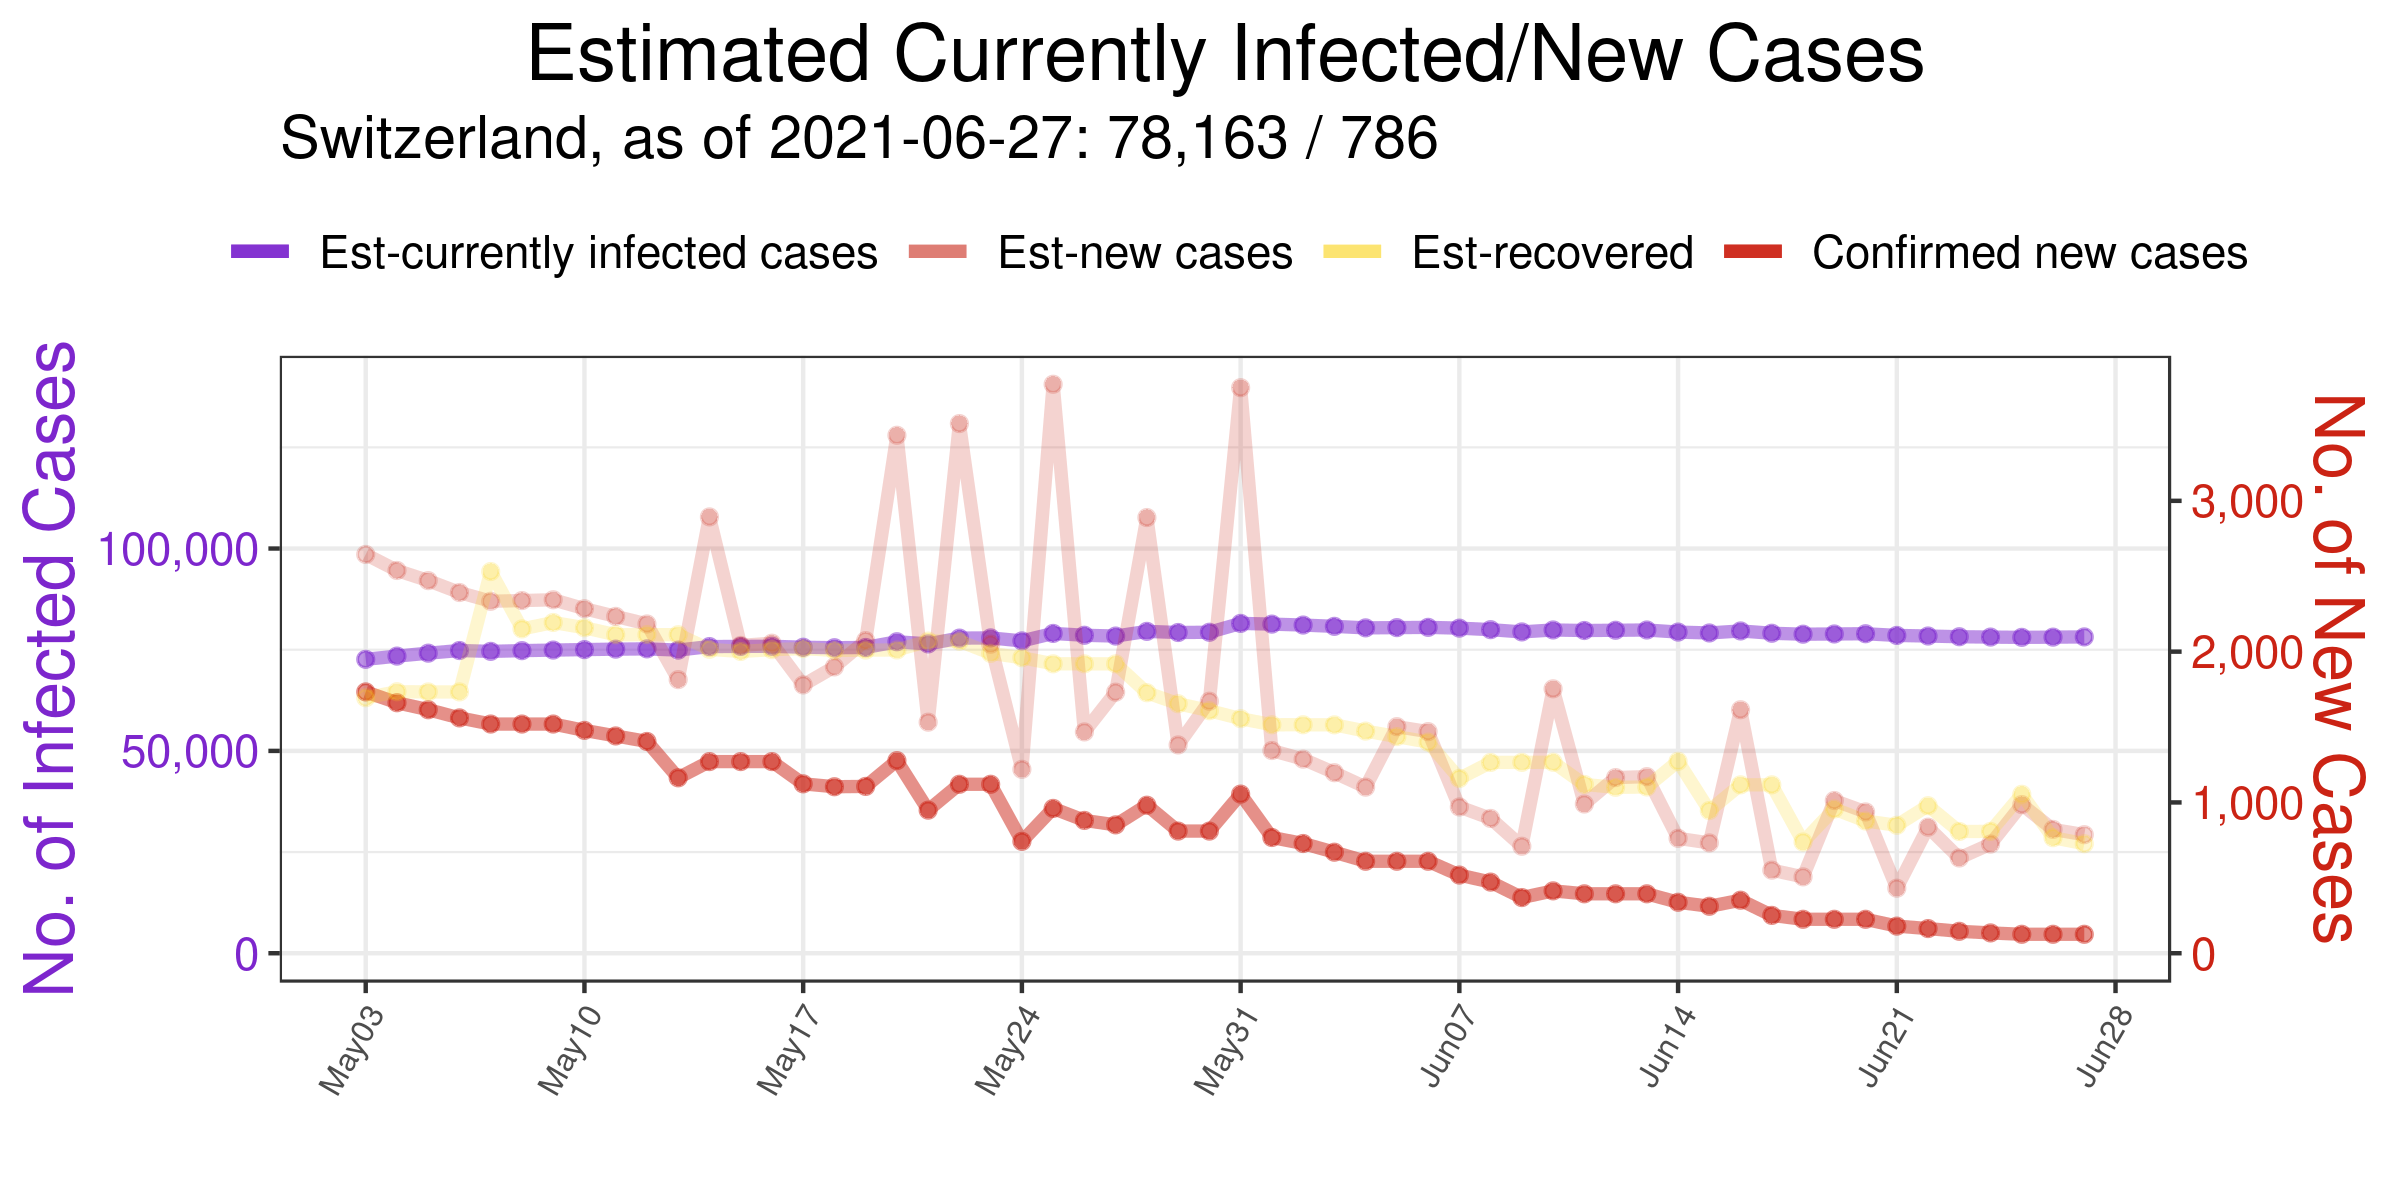 Estimated Currently Infected/New Cases
Switzerland, as of 2021-06-27: 78,163 / 786
Est-currently infected cases Est-new cases Est-recovered Confirmed new cases
No. of Infected Cases
100,000
50,000
0
3,000
2,000
1,000
0
No. of New Cases
May03 May10 May17 May24 May31 Jun07 Jun14 Jun21 Jun28